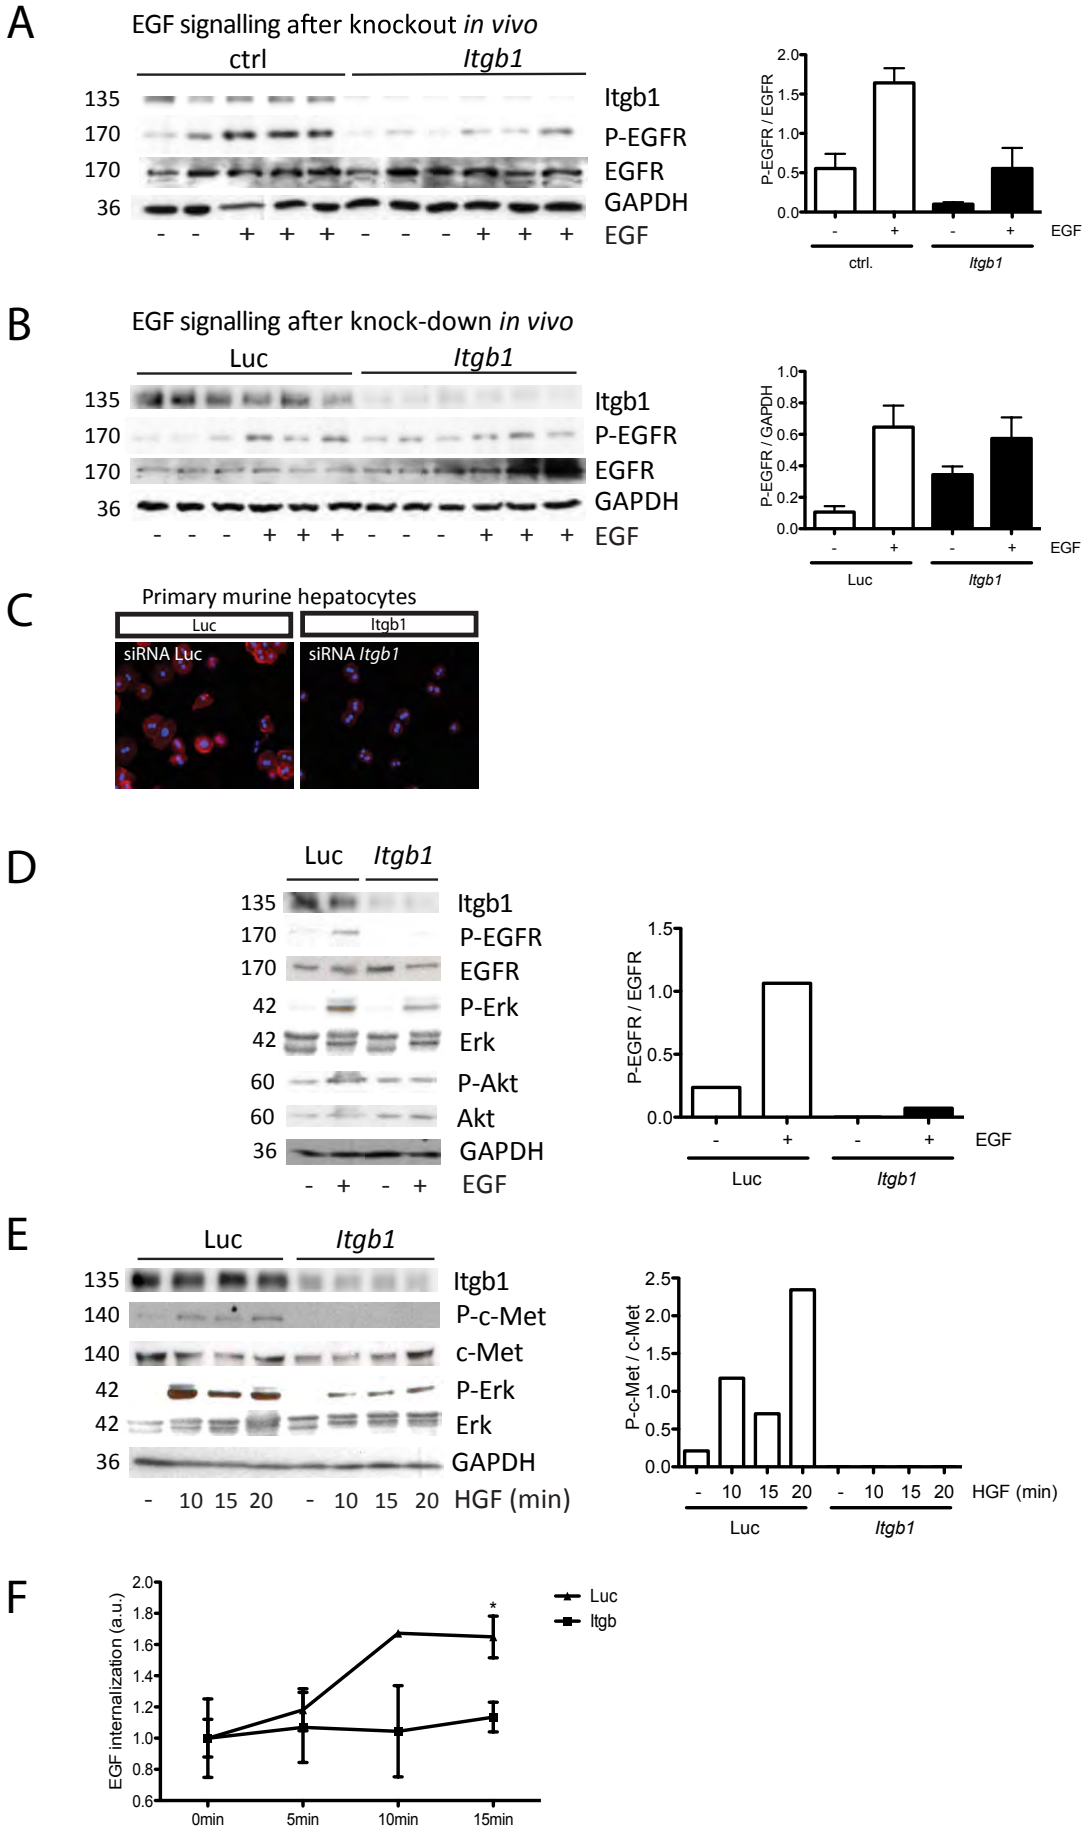 A
EGF signalling after knockout in vivo
ctrl Itgb1
135 Itgb1
170 P-EGFR
170 EGFR
36 GAPDH
- - + + + - - - + + + EGF
P-EGFR / EGFR
2.0
1.5
1.0
0.5
0.0
- + - + EGF
ctrl. Itgb1
B
EGF signalling after knock-down in vivo
Luc Itgb1
135 Itgb1
170 P-EGFR
170 EGFR
36 GAPDH
- - - + + + - - - + + + EGF
P-EGFR / GAPDH
1.0
0.8
0.6
0.4
0.2
0.0
- + - + EGF
Luc Itgb1
C
Primary murine hepatocytes
Luc Itgb1
siRNA Luc siRNA Itgb1
D
Luc Itgb1
135 Itgb1
170 P-EGFR
170 EGFR
42 P-Erk
42 Erk
60 P-Akt
60 Akt
36 GAPDH
- + - + EGF
P-EGFR / EGFR
1.5
1.0
0.5
0.0
- + - + EGF
Luc Itgb1
E
Luc Itgb1
135 Itgb1
140 P-c-Met
140 c-Met
42 P-Erk
42 Erk
36 GAPDH
- 10 15 20 - 10 15 20 HGF (min)
P-c-Met / c-Met
2.5
2.0
1.5
1.0
0.5
0.0
- 10 15 20 - 10 15 20 HGF (min)
Luc Itgb1
F
EGF internalization (a.u.)
2.0
1.8
1.6
1.4
1.2
1.0
0.8
0.6
0min 5min 10min 15min
*
Luc
Itgb